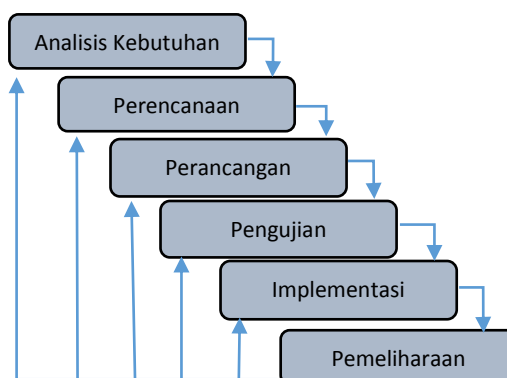 Analisis Kebutuhan
Perencanaan
Perancangan
Pengujian
Implementasi
Pemeliharaan